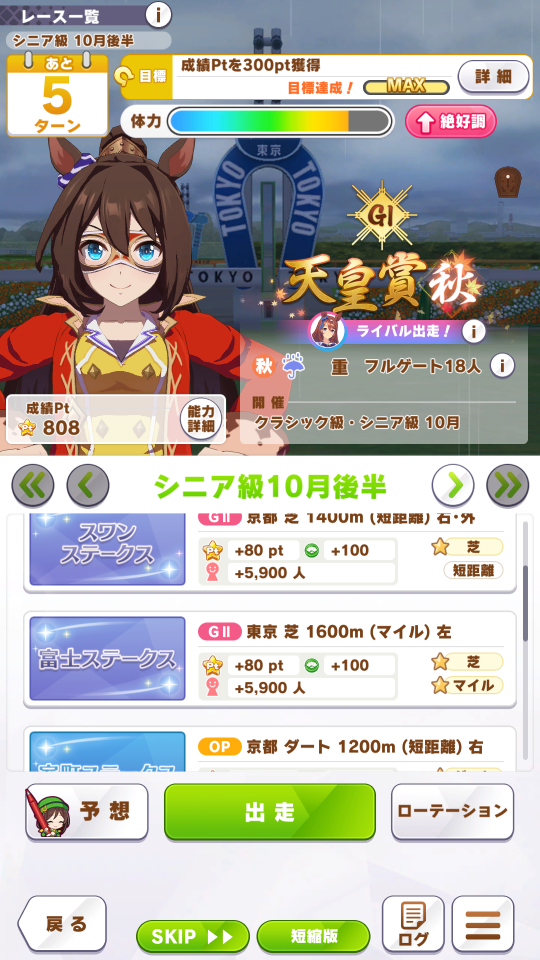 レース一覧
シニア級 10月後半
あと
5
ターン
目標
成績Ptを300pt獲得
目標達成！
MAX
詳細
体力
絶好調
東京
TOKYO
TOKYO
TOKYO
GI
天皇賞 秋
ライバル出走！
秋
重 フルゲート18人
開催
クラシック級・シニア級 10月
成績Pt
808
能力
詳細
シニア級10月後半
スワン
ステークス
GⅡ 京都 芝 1400m (短距離) 右・外
+80 pt
+100
+5,900 人
芝
短距離
富士ステークス
GⅡ 東京 芝 1600m (マイル) 左
+80 pt
+100
+5,900 人
芝
マイル
OP 京都 ダート 1200m (短距離) 右
予想
出走
ローテーション
戻る
SKIP
短縮版
ログ